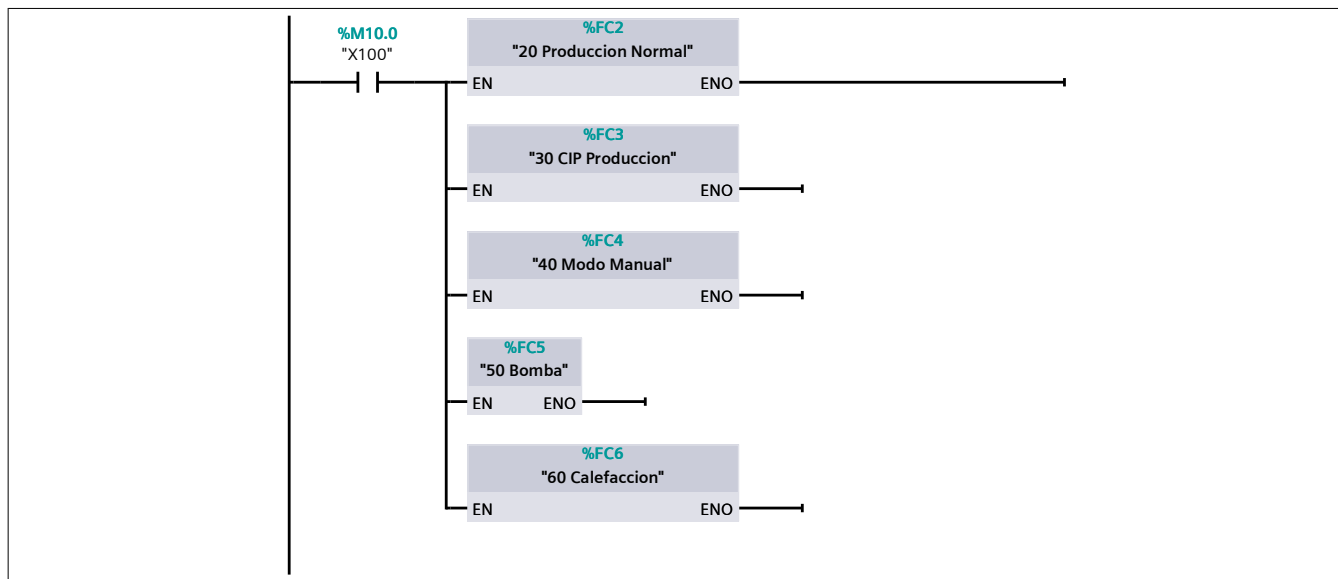 %M10.0
"X100"
%FC2
"20 Produccion Normal"
EN ENO
%FC3
"30 CIP Produccion"
EN ENO
%FC4
"40 Modo Manual"
EN ENO
%FC5
"50 Bomba"
EN ENO
%FC6
"60 Calefaccion"
EN ENO